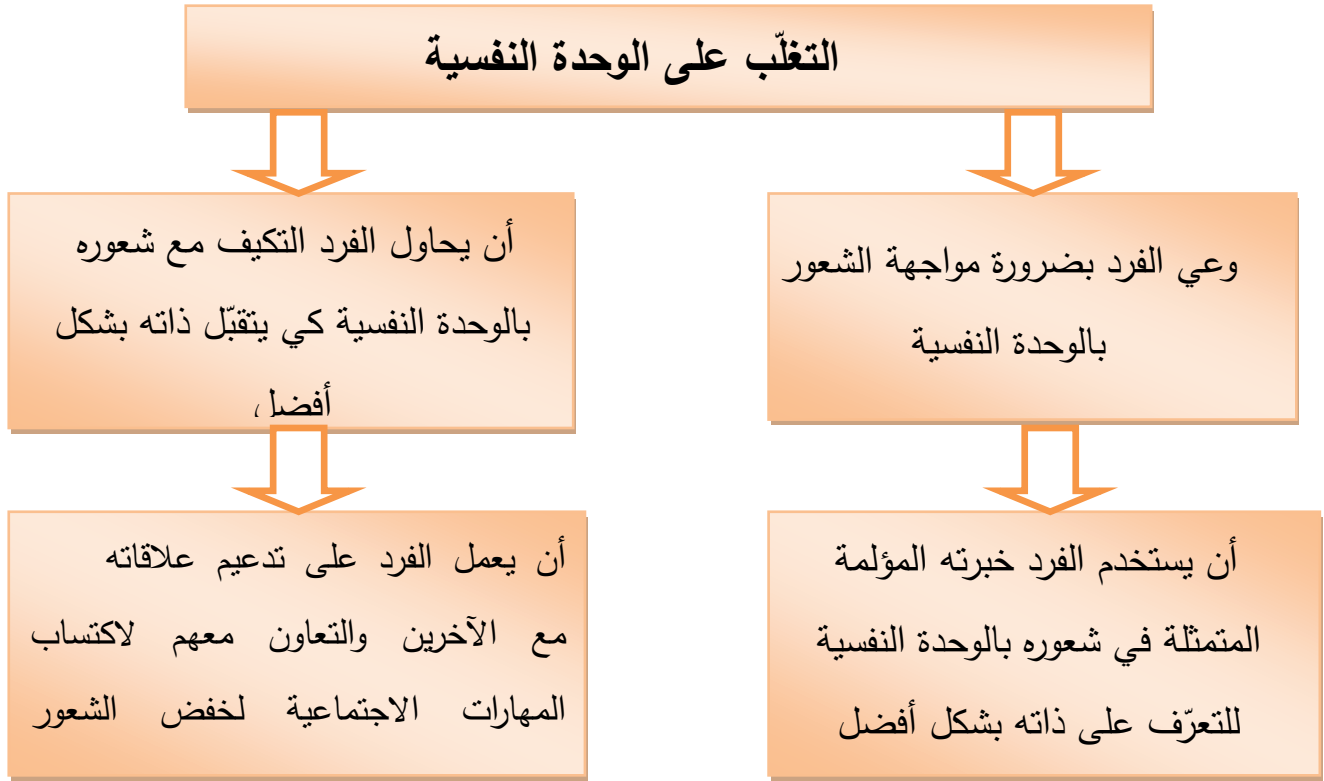 التغلّب على الوحدة النفسية
وعي الفرد بضرورة مواجهة الشعور
بالوحدة النفسية
أن يحاول الفرد التكيف مع شعوره
بالوحدة النفسية كي يتقبّل ذاته بشكل
أفضل
أن يستخدم الفرد خبرته المؤلمة
المتمثلة في شعوره بالوحدة النفسية
للتعرّف على ذاته بشكل أفضل
أن يعمل الفرد على تدعيم علاقاته
مع الآخرين والتعاون معهم لاكتساب
المهارات الاجتماعية لخفض الشعور